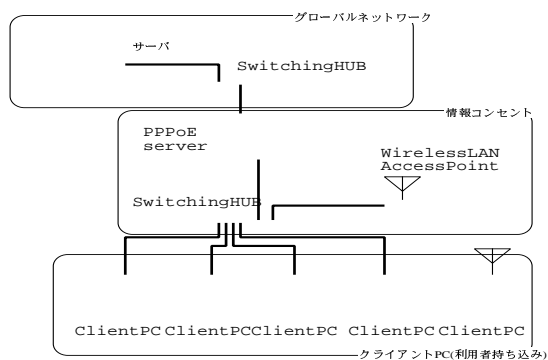 グローバルネットワーク
サーバ
SwitchingHUB
情報コンセント
PPPoE
server
WirelessLAN
AccessPoint
SwitchingHUB
ClientPC ClientPC ClientPC ClientPC ClientPC
クライアントPC(利用者持ち込み)